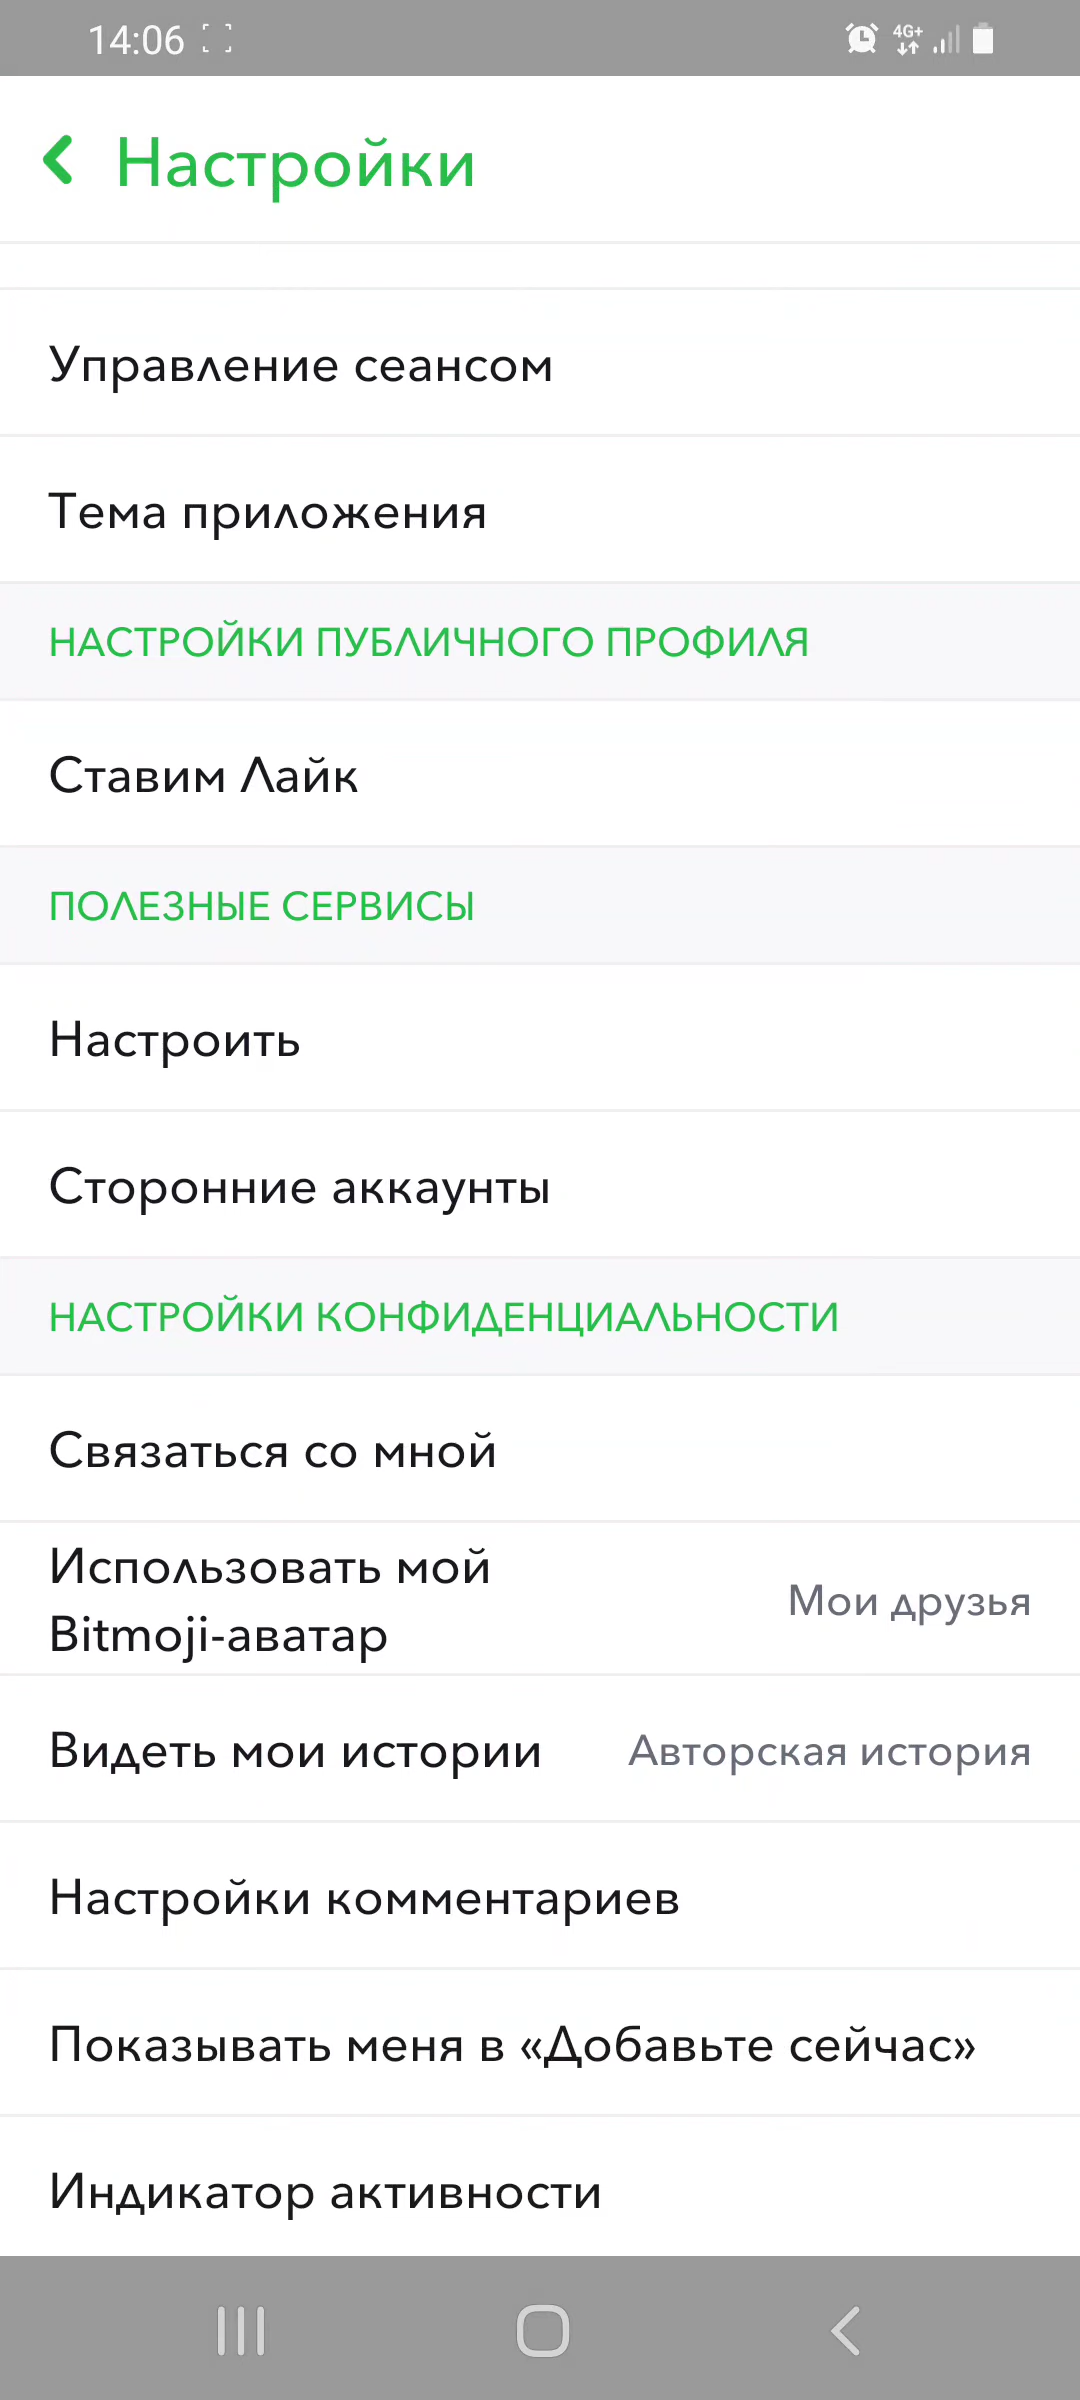 14:06
4G+
Настройки
Управление сеансом
Тема приложения
НАСТРОЙКИ ПУБЛИЧНОГО ПРОФИЛЯ
Ставим Лайк
ПОЛЕЗНЫЕ СЕРВИСЫ
Настроить
Сторонние аккаунты
НАСТРОЙКИ КОНФИДЕНЦИАЛЬНОСТИ
Связаться со мной
Использовать мой
Bitmoji-аватар
Мои друзья
Видеть мои истории
Авторская история
Настройки комментариев
Показывать меня в «Добавьте сейчас»
Индикатор активности